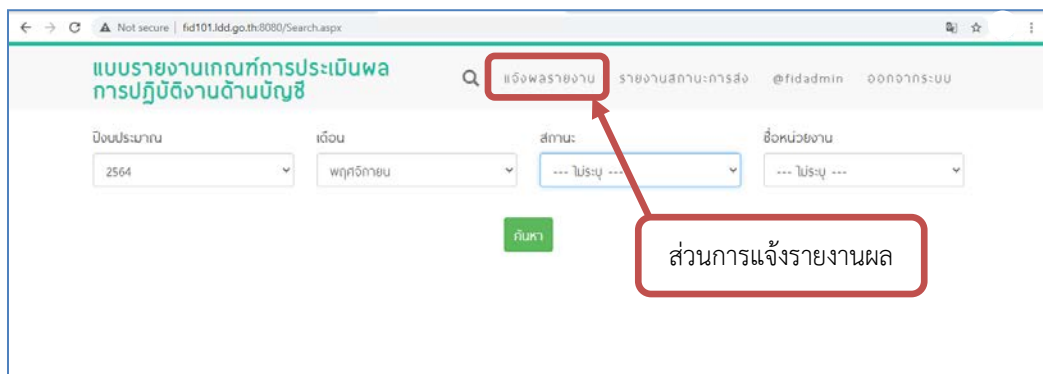 Not secure | fid101.ldd.go.th:8080/Search.aspx
แบบรายงานเกณฑ์การประเมินผล
การปฏิบัติงานด้านบัญชี
แจ้งผลรายงาน รายงานสถานะการส่ง @fidadmin ออกจากระบบ
ปีงบประมาณ เดือน สถานะ ชื่อหน่วยงาน
2564 พฤศจิกายน --- ไม่ระบุ --- --- ไม่ระบุ ---
ค้นหา
ส่วนการแจ้งรายงานผล